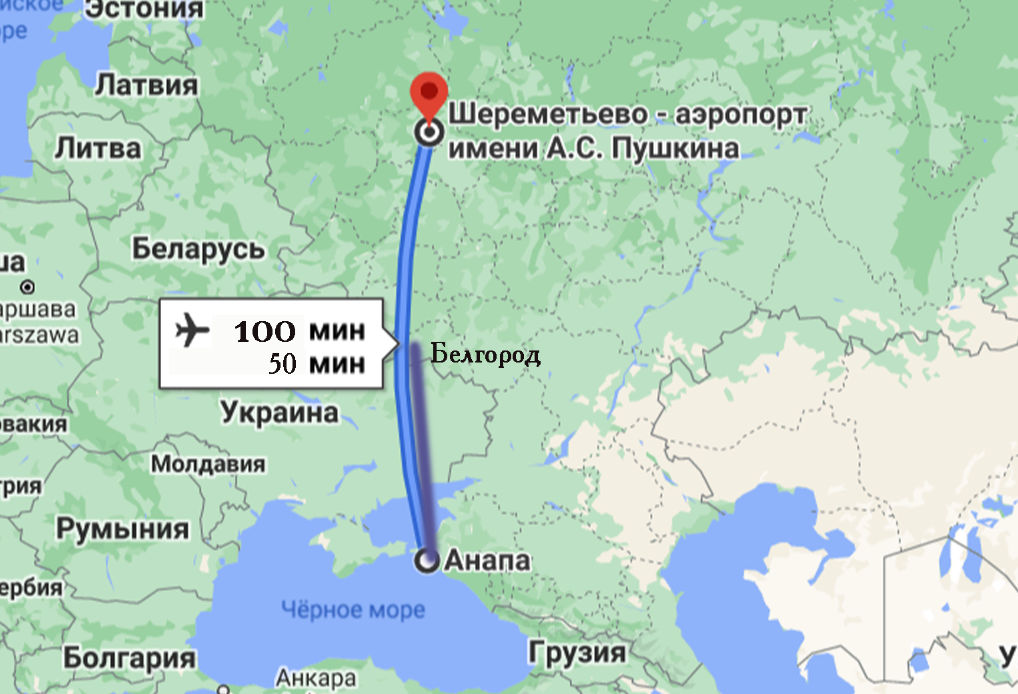 Эстония
Латвия
Литва
Шереметьево - аэропорт
имени А.С. Пушкина
Беларусь
100 мин
50 мин
Белгород
Украина
Молдавия
Румыния
Анапа
Чёрное море
Болгария
Грузия
Анкара